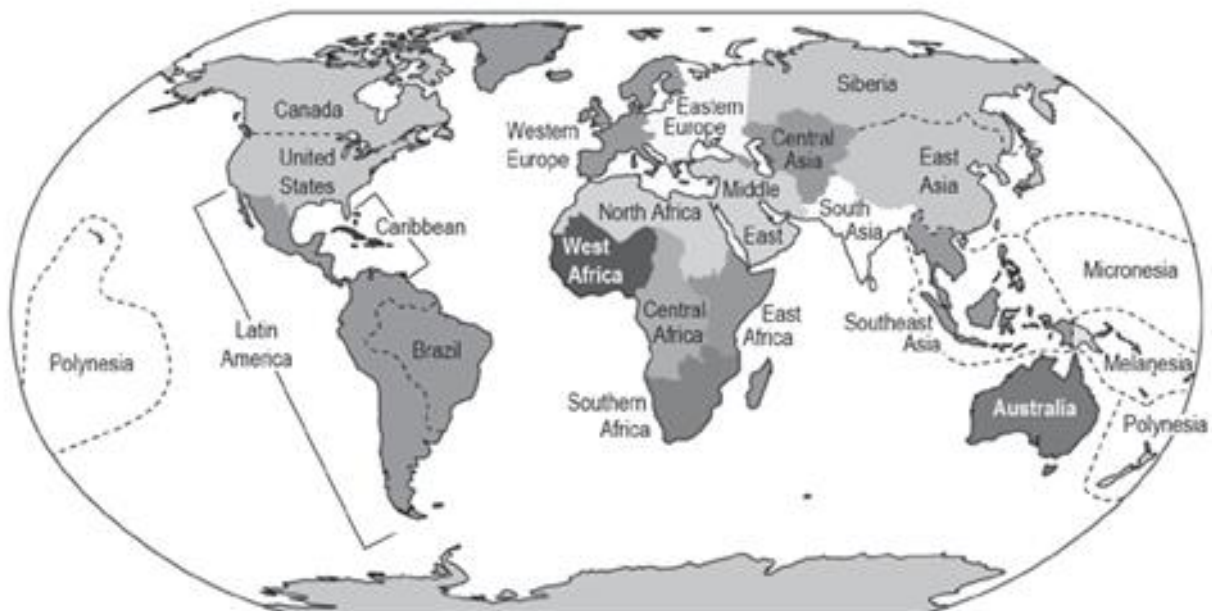 Canada
United
States
Caribbean
Latin
America
Brazil
Polynesia
Western
Europe
Eastern
Europe
Siberia
Central
Asia
East
Asia
Middle
East
South
Asia
North Africa
West
Africa
Central
Africa
East
Africa
Southern
Africa
Southeast
Asia
Micronesia
Melanesia
Australia
Polynesia